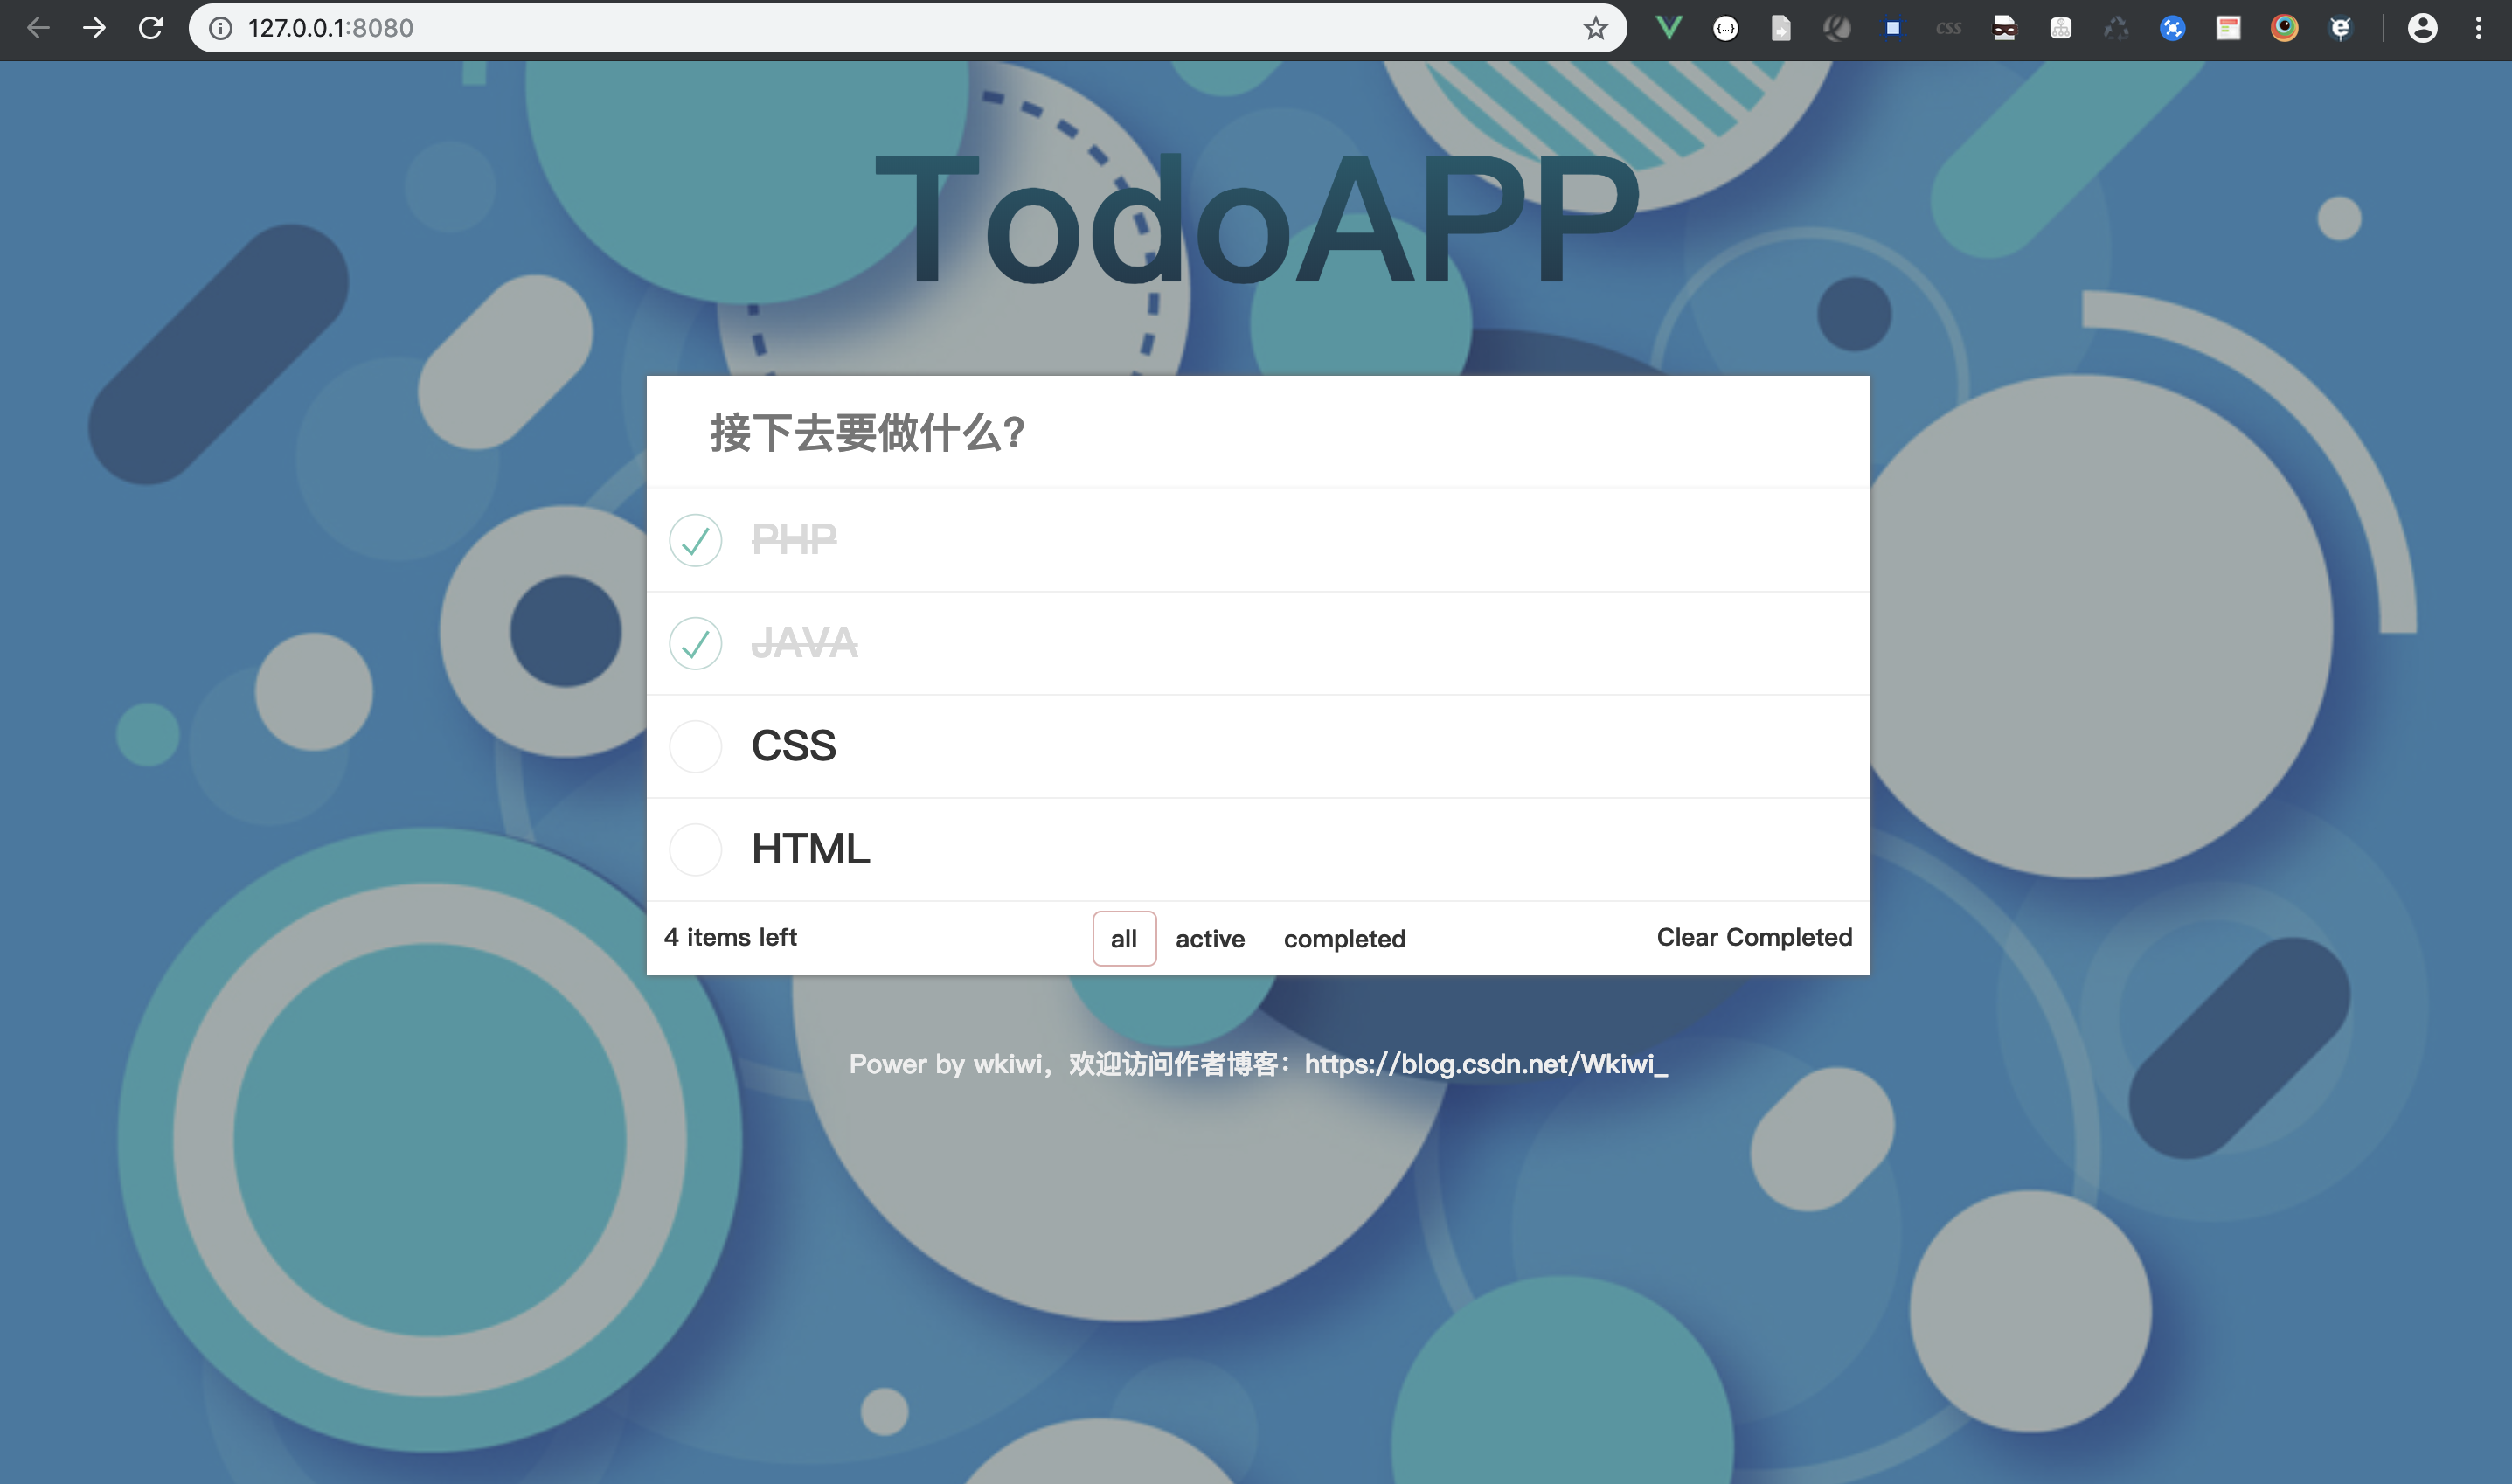 127.0.0.1:8080
CSS
TodoAPP
接下去要做什么?
PHP
JAVA
CSS
HTML
4 items left
all active completed
Clear Completed
Power by wkiwi，欢迎访问作者博客：https://blog.csdn.net/Wkiwi_